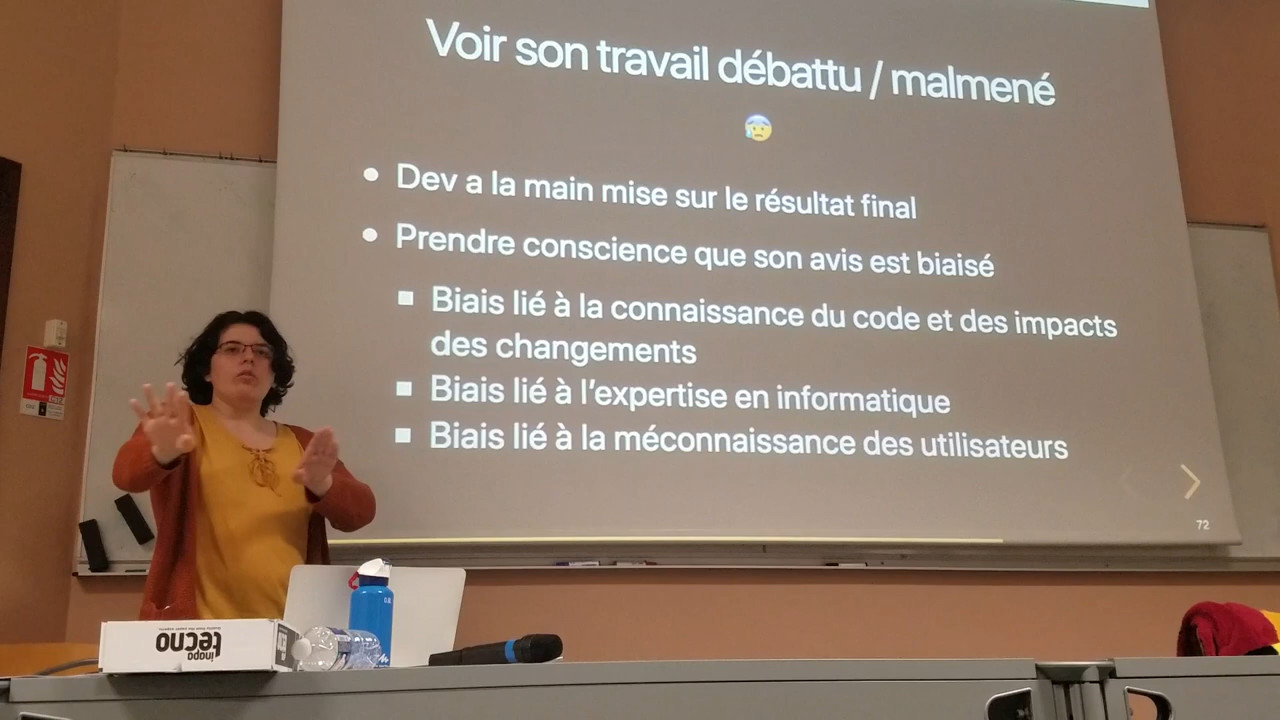 Voir son travail débattu / malmené
Dev a la main mise sur le résultat final
Prendre conscience que son avis est biaisé
Biais lié à la connaissance du code et des impacts
des changements
Biais lié à l'expertise en informatique
Biais lié à la méconnaissance des utilisateurs
72
inapa
tecno